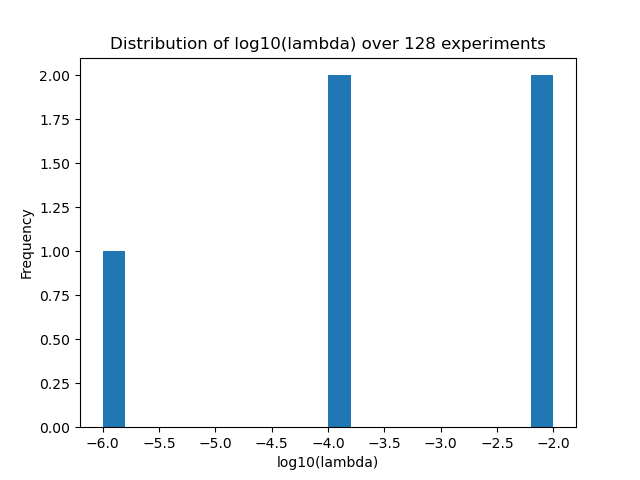 Distribution of log10(lambda) over 128 experiments
2.00
1.75
1.50
1.25
1.00
0.75
0.50
0.25
0.00
Frequency
−6.0 −5.5 −5.0 −4.5 −4.0 −3.5 −3.0 −2.5 −2.0
log10(lambda)